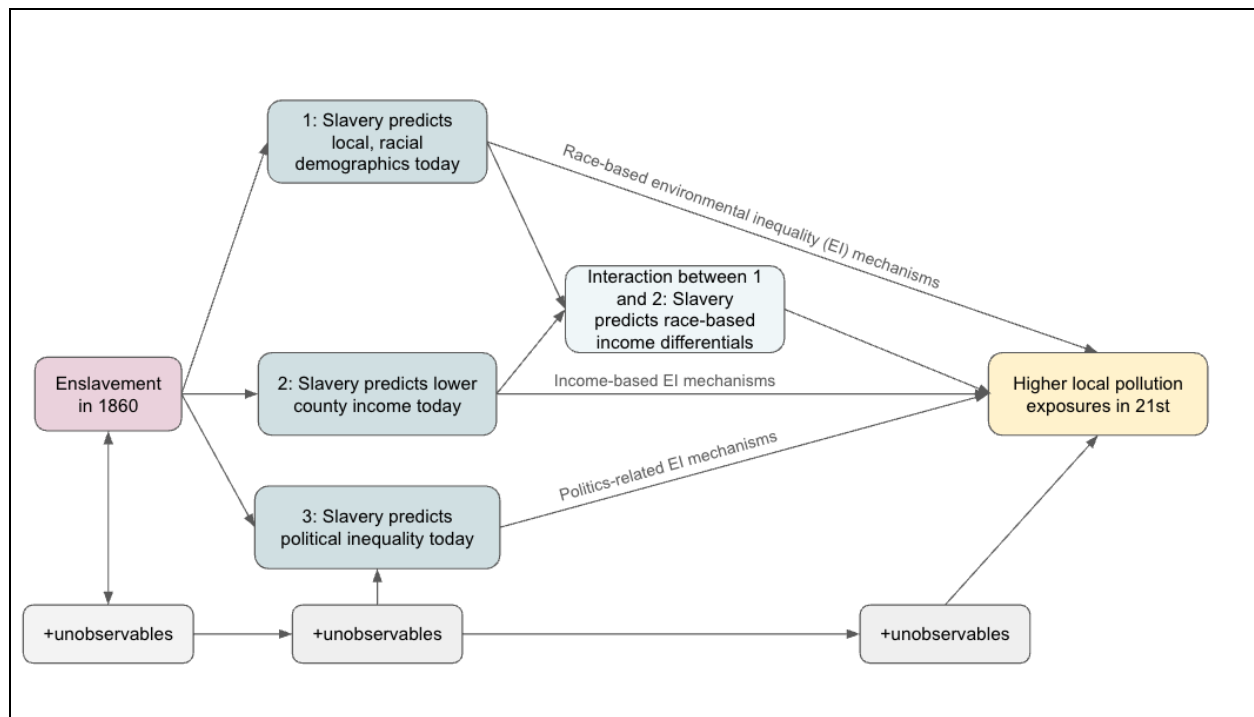 1: Slavery predicts
local, racial
demographics today
Race-based environmental inequality (EI) mechanisms
Interaction between 1
and 2: Slavery
predicts race-based
income differentials
Enslavement
in 1860
2: Slavery predicts lower
county income today
Income-based EI mechanisms
Higher local pollution
exposures in 21st
Politics-related EI mechanisms
3: Slavery predicts
political inequality today
+unobservables
+unobservables
+unobservables